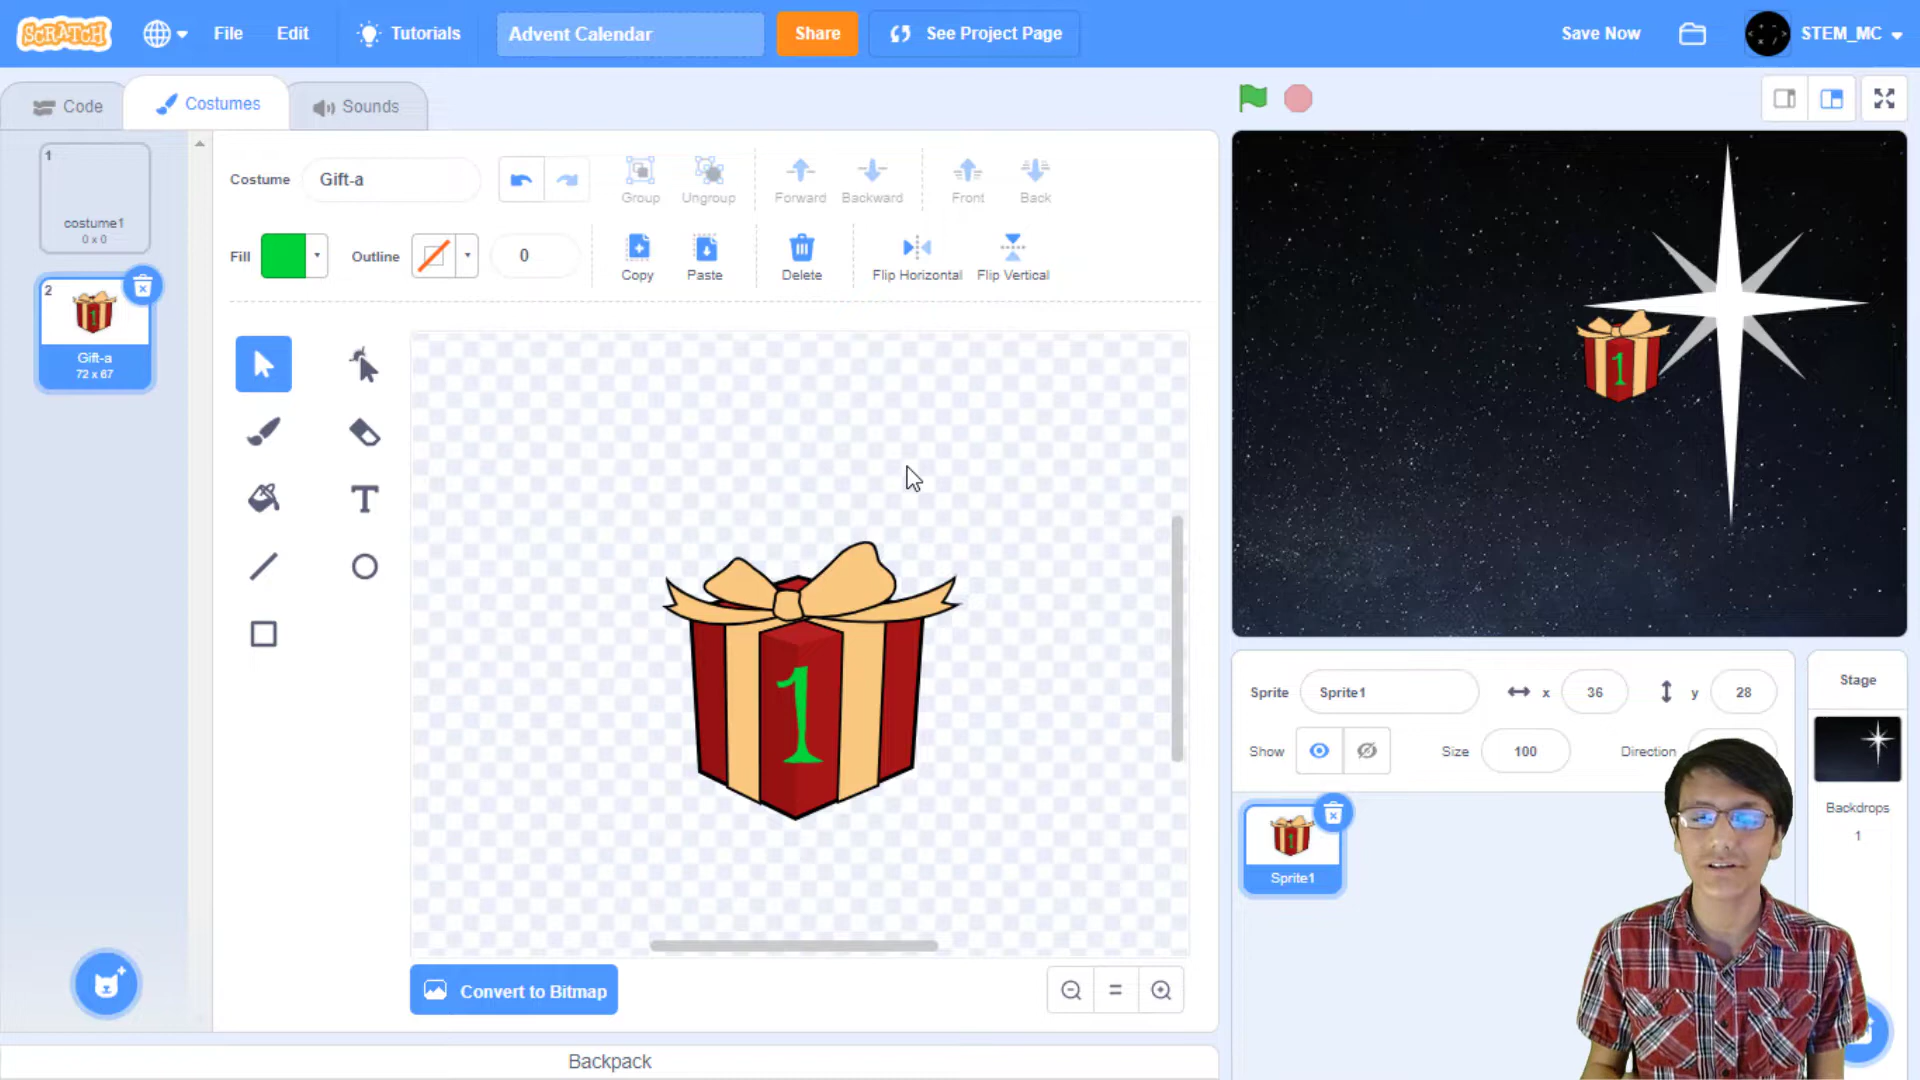 SCRATCH File Edit Tutorials Advent Calendar Share See Project Page Save Now STEM_MC
Code Costumes Sounds
1
costume1
0 x 0
2
1
Gift-a
72 x 67
Costume Gift-a Group Ungroup Forward Backward Front Back
Fill Outline 0 Copy Paste Delete Flip Horizontal Flip Vertical
T
1
Convert to Bitmap
=
Backpack
1
Sprite Sprite1 x 36 y 28
Show Size 100 Direction
1
Sprite1
Stage
Backdrops
1